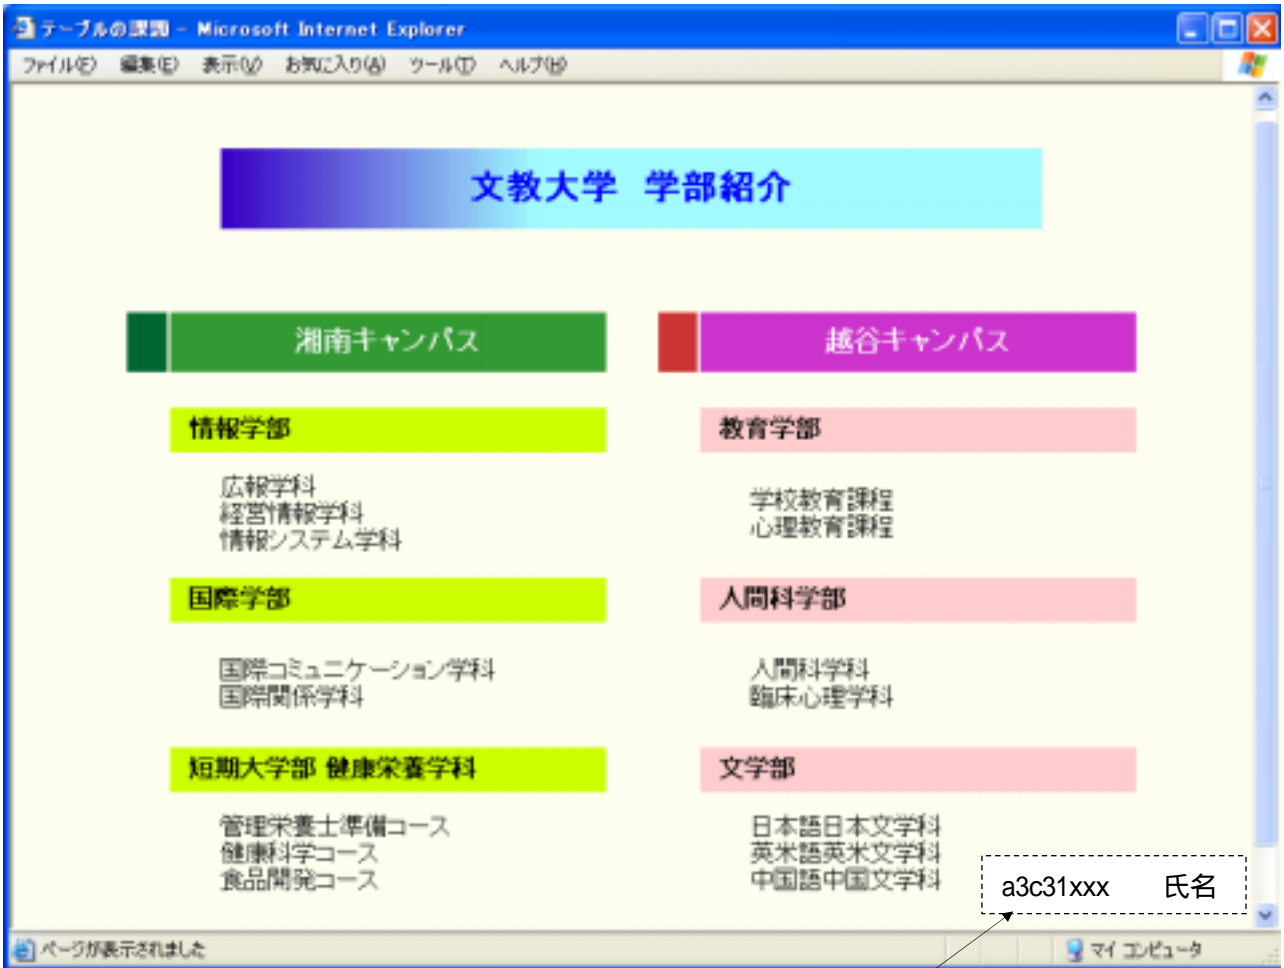 テーブルの課題 - Microsoft Internet Explorer
ファイル(F) 編集(E) 表示(V) お気に入り(A) ツール(T) ヘルプ(H)
文教大学 学部紹介
湘南キャンパス
情報学部
広報学科
経営情報学科
情報システム学科
国際学部
国際コミュニケーション学科
国際関係学科
短期大学部 健康栄養学科
管理栄養士準備コース
健康科学コース
食品開発コース
越谷キャンパス
教育学部
学校教育課程
心理教育課程
人間科学部
人間科学科
臨床心理学科
文学部
日本語日本文学科
英米語英米文学科
中国語中国文学科
a3c31xxx 氏名
ページが表示されました
マイ コンピュータ